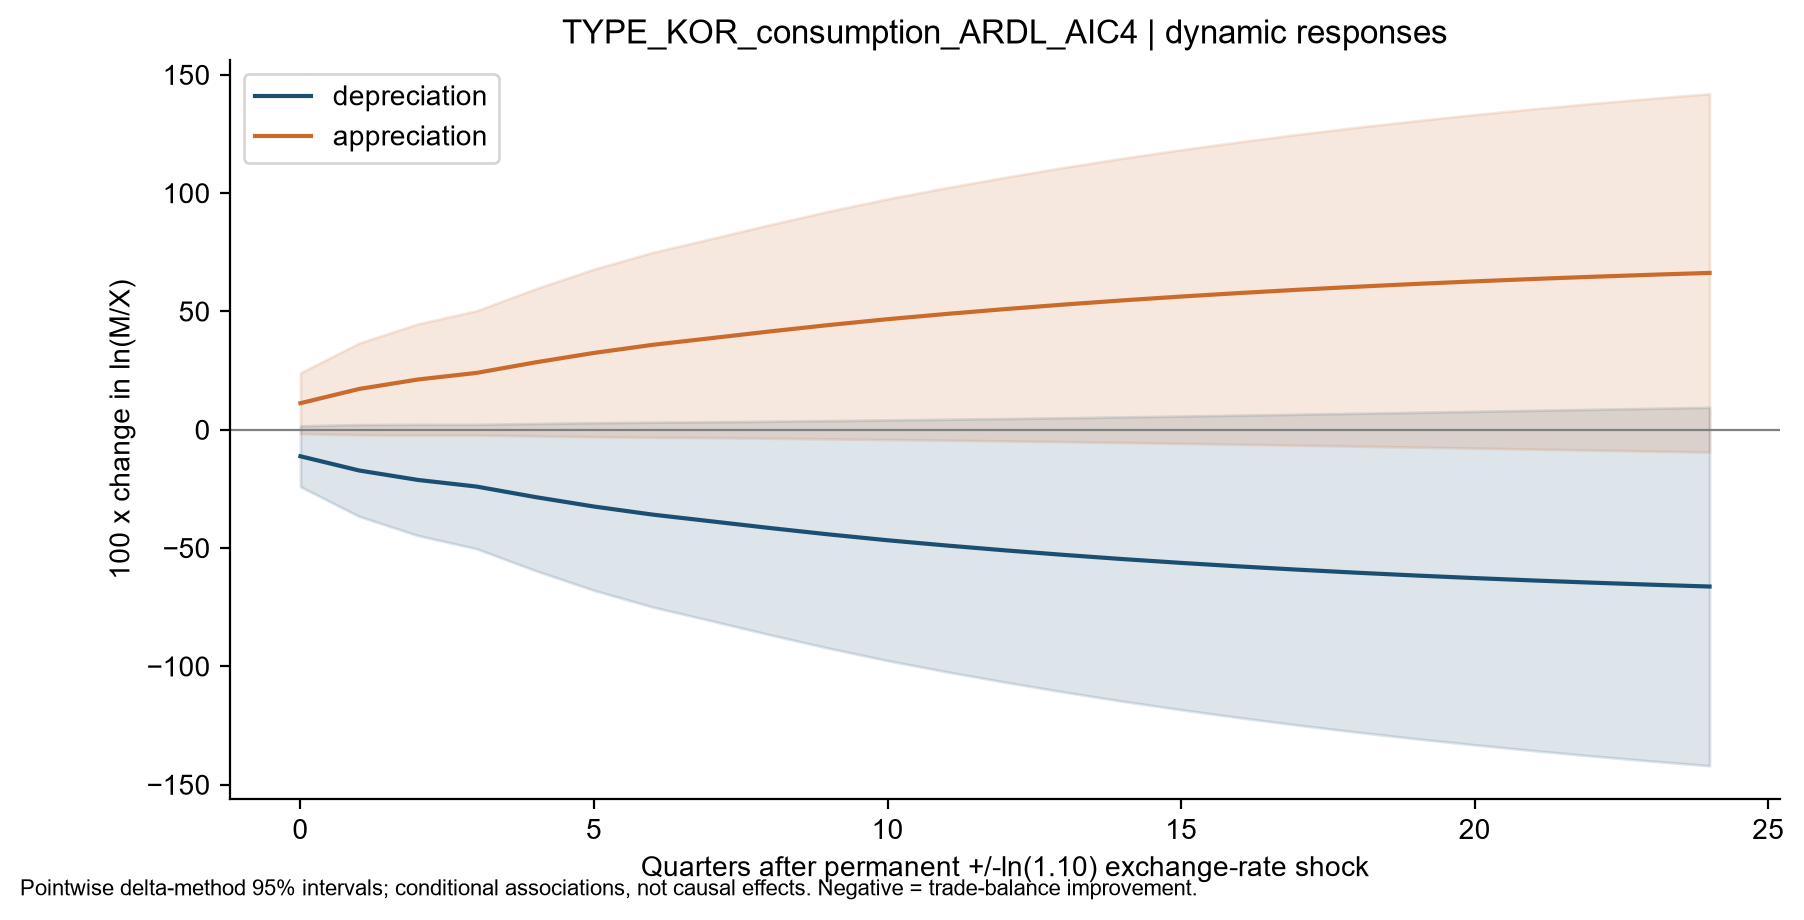 TYPE_KOR_consumption_ARDL_AIC4 | dynamic responses
depreciation
appreciation
150
100
50
0
−50
−100
−150
100 x change in ln(M/X)
0 5 10 15 20 25
Quarters after permanent +/-ln(1.10) exchange-rate shock
Pointwise delta-method 95% intervals; conditional associations, not causal effects. Negative = trade-balance improvement.